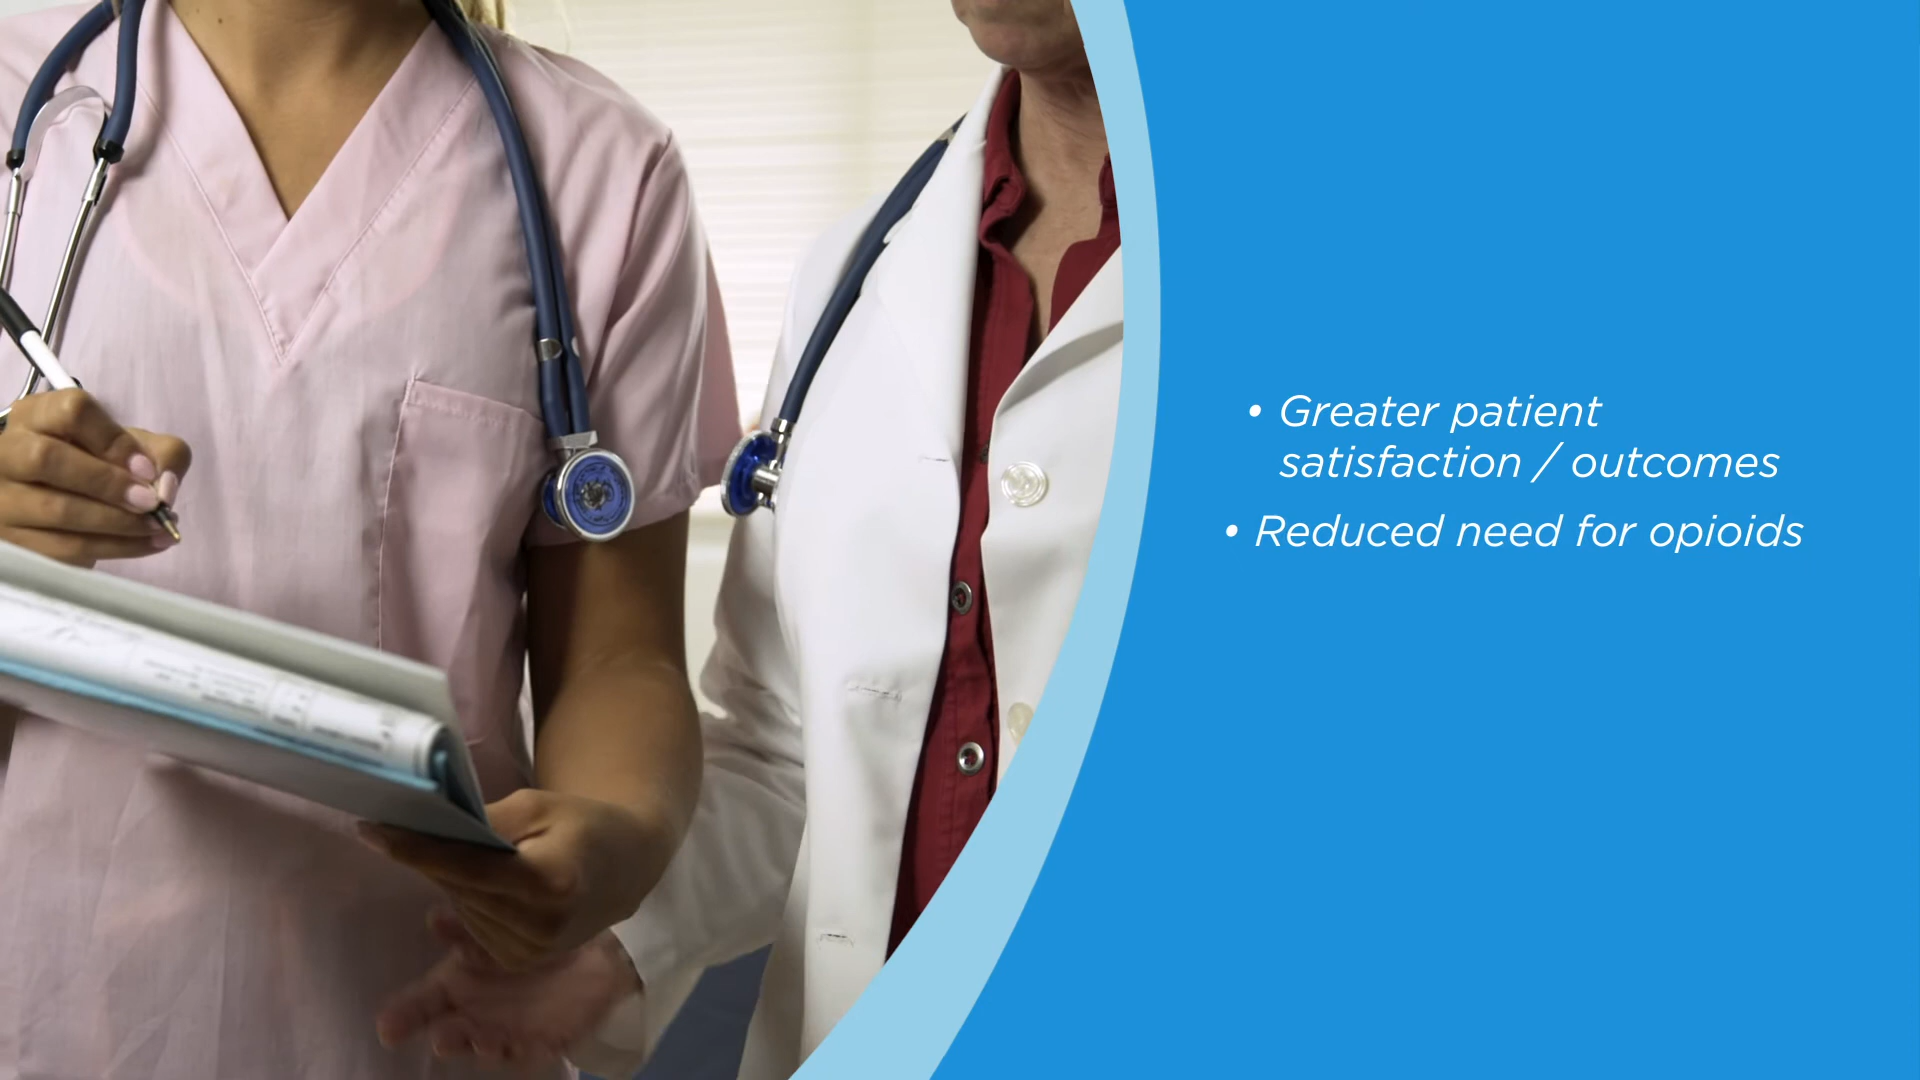 • Greater patient
satisfaction / outcomes
• Reduced need for opioids